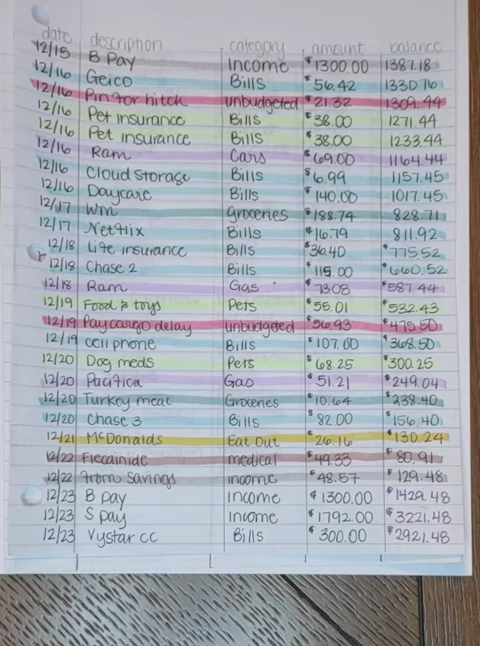 date description category amount balance
12/15 B Pay Income $1300.00 1387.18
12/16 Geico Bills $56.42 1330.76
12/16 Pin for hitch unbudgeted $21.32 1309.44
12/16 Pet insurance Bills $38.00 1271.44
12/16 Pet insurance Bills $38.00 1233.44
12/16 Ram Cars $69.00 1164.44
12/16 Cloud Storage Bills $6.99 1157.45
12/16 Daycare Bills $140.00 1017.45
12/17 Wm Groceries $188.74 828.71
12/17 Netflix Bills $16.79 811.92
12/18 Life insurance Bills $36.40 $775.52
12/18 Chase 2 Bills $115.00 $660.52
12/18 Ram Gas $73.08 $587.44
12/19 Food & toys Pets $55.01 $532.43
12/19 Paycargo delay unbudgeted $56.93 $475.50
12/19 Cell phone Bills $107.00 $368.50
12/20 Dog meds Pets $68.25 $300.25
12/20 Pacifica Gas $51.21 $249.04
12/20 Turkey meat Groceries $10.64 $238.40
12/20 Chase 3 Bills $82.00 $156.40
12/21 McDonalds Eat Out $26.16 $130.24
12/22 Flecainide medical $49.33 $80.91
12/22 from Savings income $48.57 $129.48
12/23 B pay Income $1300.00 $1429.48
12/23 S pay Income $1792.00 $3221.48
12/23 Vystar cc Bills $300.00 $2921.48